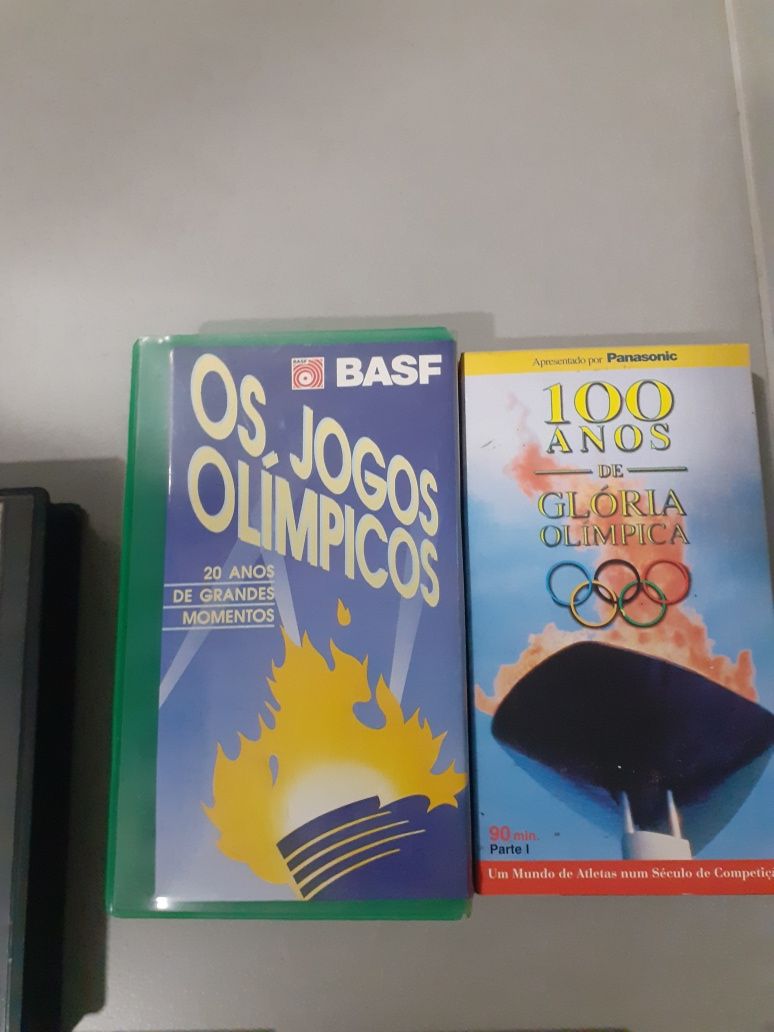 BASF
BASF
OS JOGOS
OLÍMPICOS
20 ANOS
DE GRANDES
MOMENTOS
Apresentado por Panasonic
100
ANOS
DE
GLÓRIA
OLÍMPICA
90 min.
Parte I
Um Mundo de Atletas num Século de